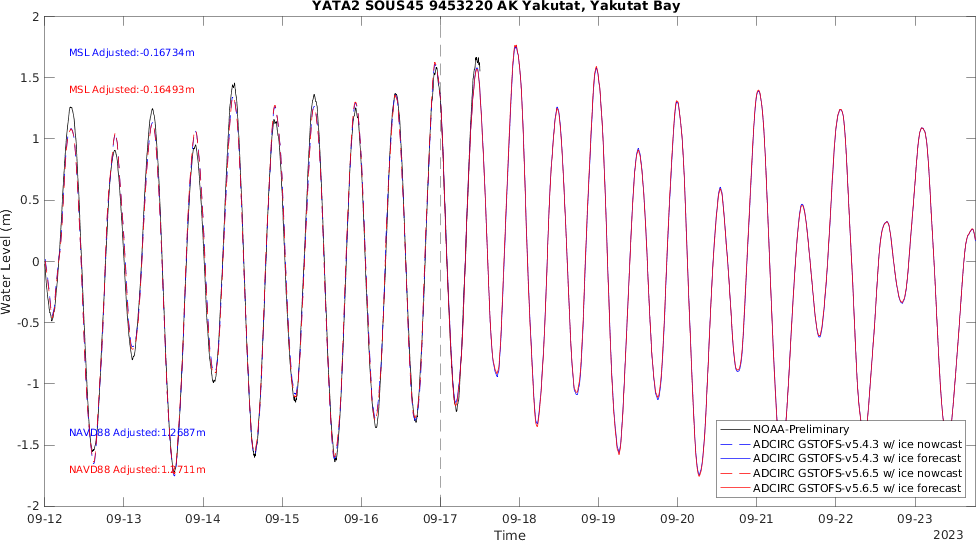 YATA2 SOUS45 9453220 AK Yakutat, Yakutat Bay
2
1.5
1
0.5
0
-0.5
-1
-1.5
-2
Water Level (m)
MSL Adjusted:-0.16734m
MSL Adjusted:-0.16493m
NAVD88 Adjusted:1.2687m
NAVD88 Adjusted:1.2711m
NOAA-Preliminary
ADCIRC GSTOFS-v5.4.3 w/ ice nowcast
ADCIRC GSTOFS-v5.4.3 w/ ice forecast
ADCIRC GSTOFS-v5.6.5 w/ ice nowcast
ADCIRC GSTOFS-v5.6.5 w/ ice forecast
09-12 09-13 09-14 09-15 09-16 09-17 09-18 09-19 09-20 09-21 09-22 09-23
Time
2023